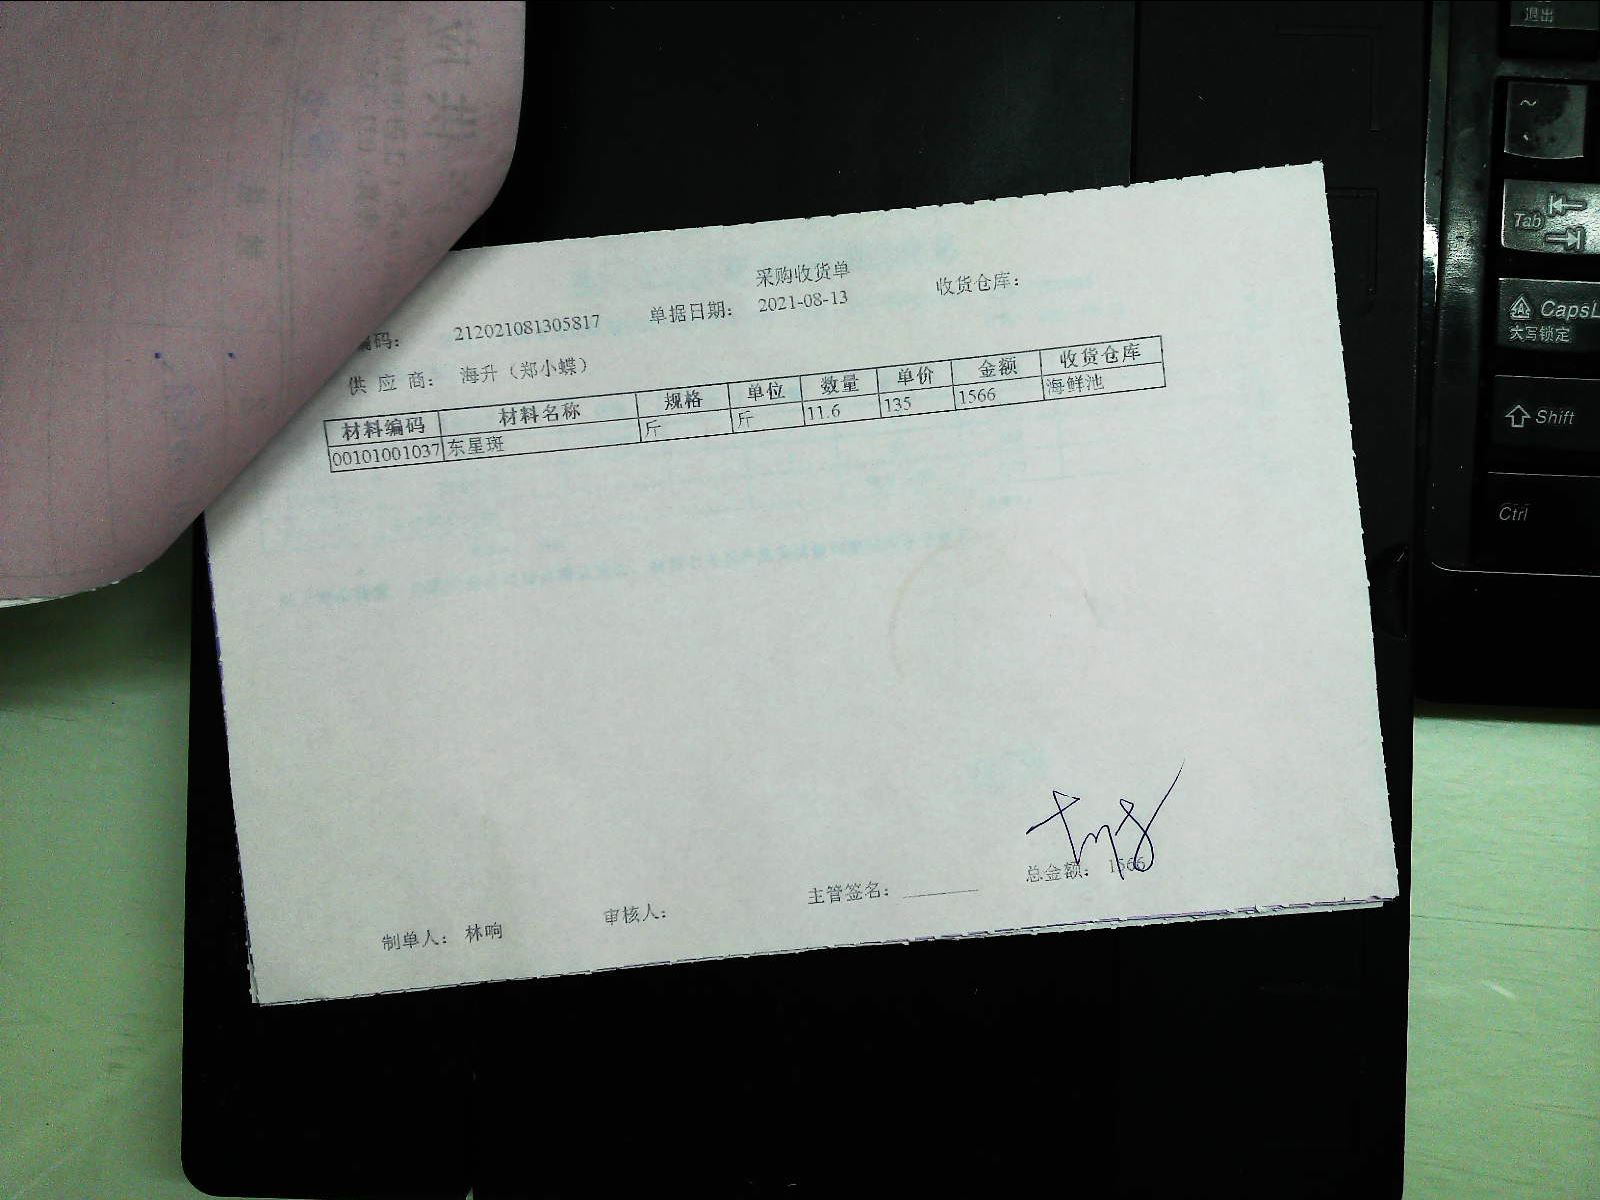 采购收货单
编码： 212021081305817 单据日期： 2021-08-13 收货仓库：
供 应 商： 海升（郑小蝶）
材料编码 材料名称 规格 单位 数量 单价 金额 收货仓库
00101001037 东星斑 斤 斤 11.6 135 1566 海鲜池
总金额： 1566
制单人： 林响 审核人： 主管签名：
退出
~
Tab
CapsL
大写锁定
Shift
Ctrl